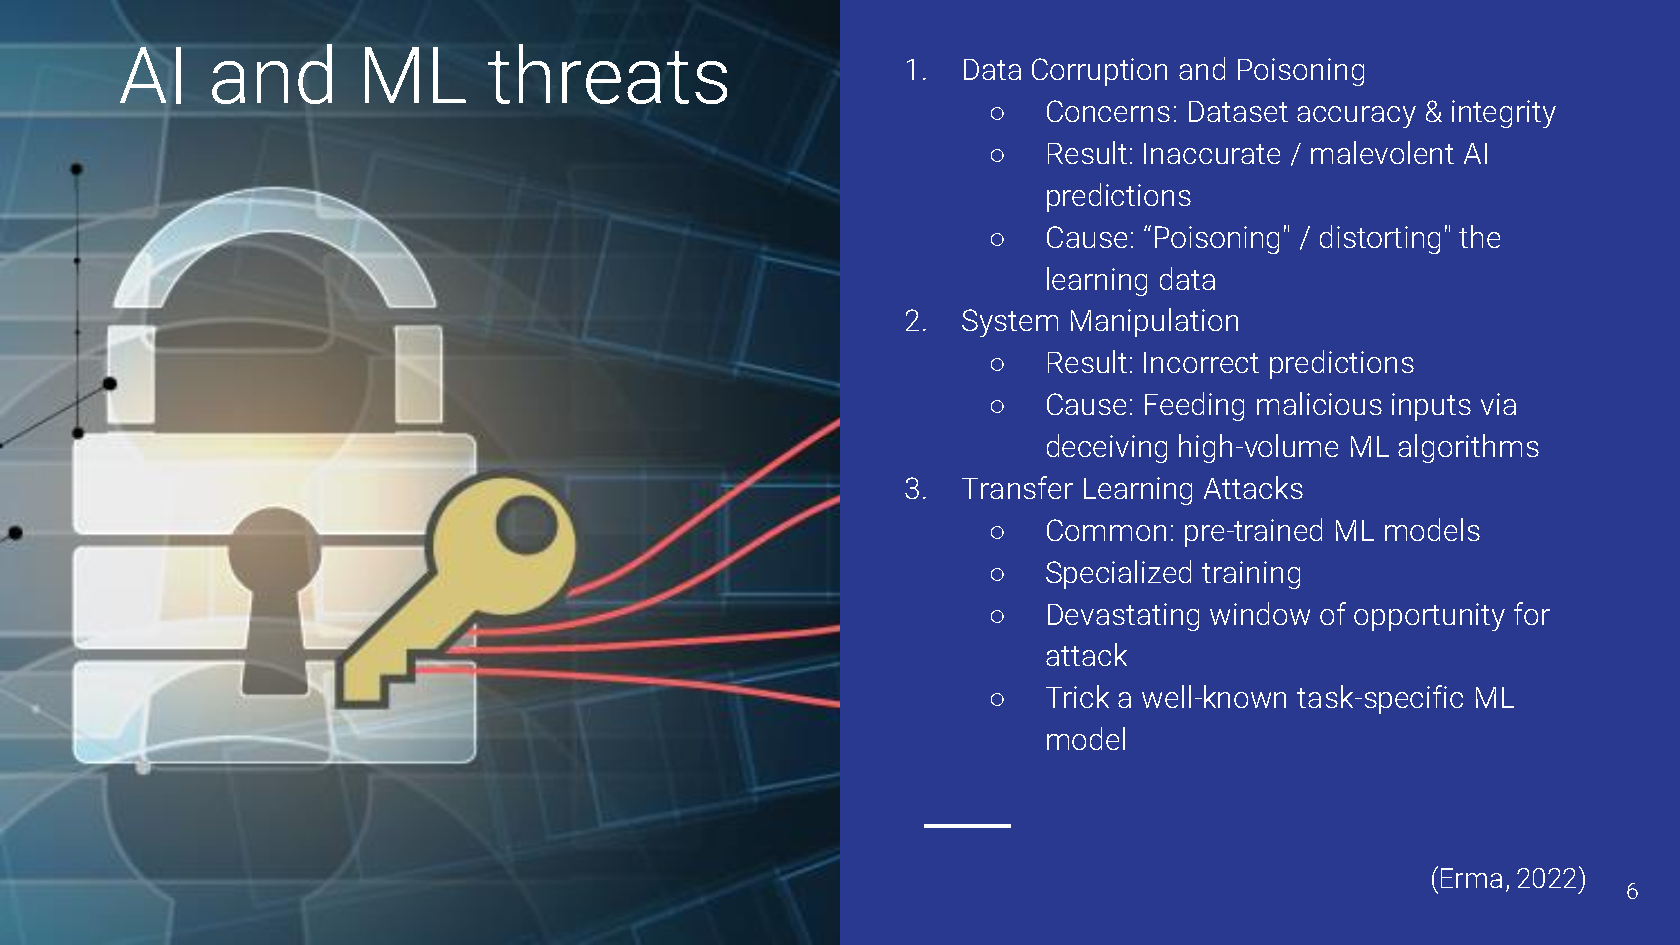 AI and ML threats
1. Data Corruption and Poisoning
○ Concerns: Dataset accuracy & integrity
○ Result: Inaccurate / malevolent AI
predictions
○ Cause: “Poisoning" / distorting" the
learning data
2. System Manipulation
○ Result: Incorrect predictions
○ Cause: Feeding malicious inputs via
deceiving high-volume ML algorithms
3. Transfer Learning Attacks
○ Common: pre-trained ML models
○ Specialized training
○ Devastating window of opportunity for
attack
○ Trick a well-known task-specific ML
model
(Erma, 2022)
6